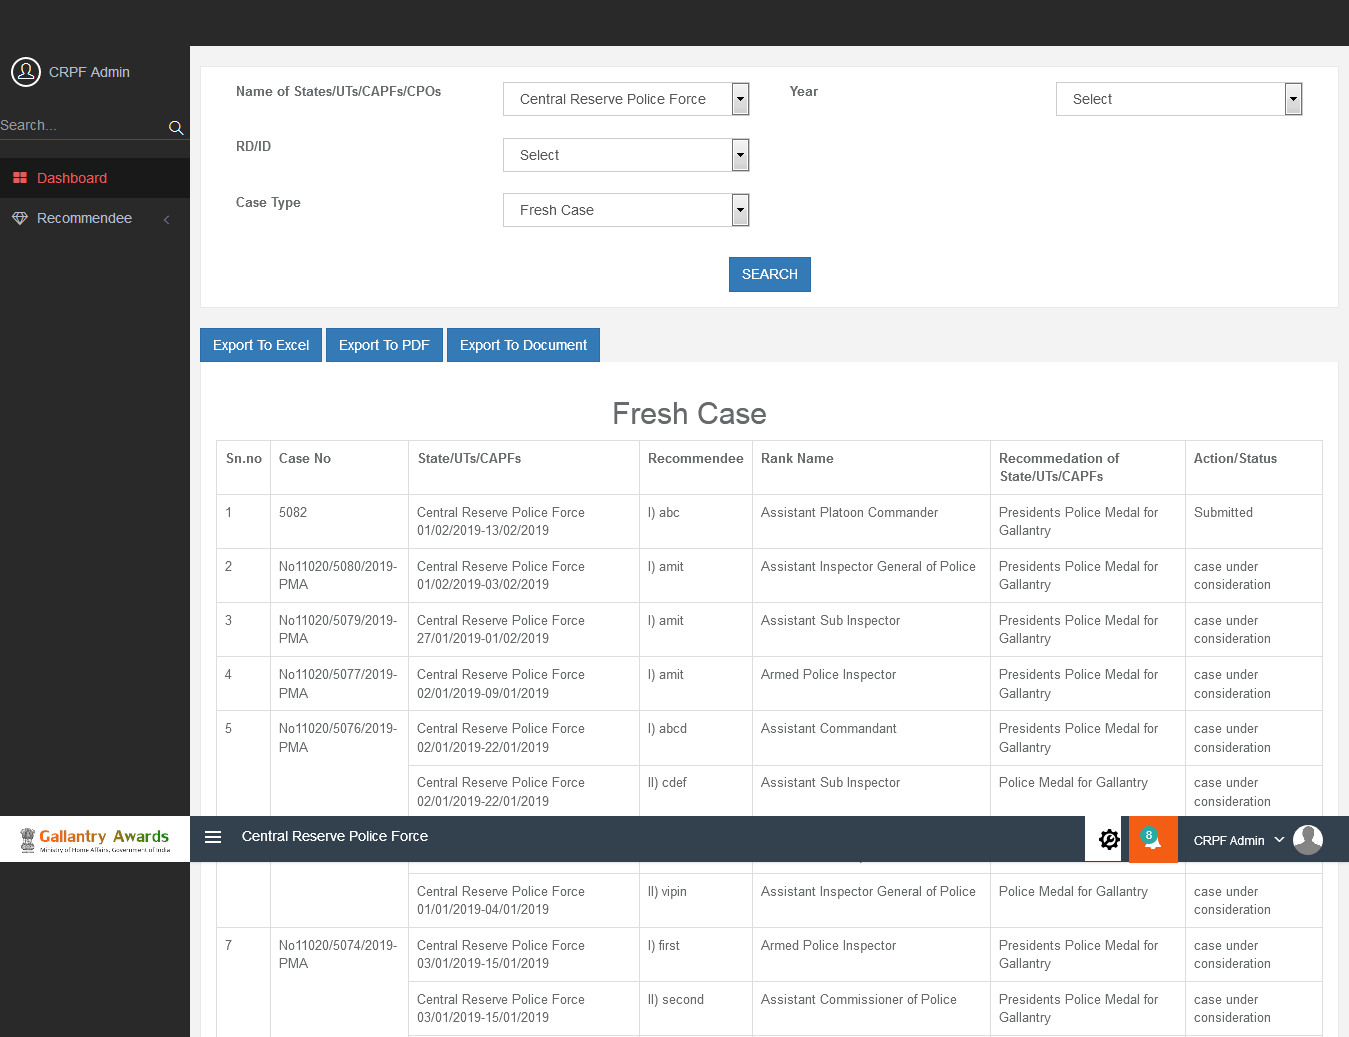 CRPF Admin
Search...
Dashboard
Recommendee
Name of States/UTs/CAPFs/CPOs
Central Reserve Police Force
Year
Select
RD/ID
Select
Case Type
Fresh Case
SEARCH
Export To Excel
Export To PDF
Export To Document
Fresh Case
Sn.no Case No State/UTs/CAPFs Recommendee Rank Name Recommedation of Action/Status
State/UTs/CAPFs
1 5082 Central Reserve Police Force I) abc Assistant Platoon Commander Presidents Police Medal for Submitted
01/02/2019-13/02/2019 Gallantry
2 No11020/5080/2019- Central Reserve Police Force I) amit Assistant Inspector General of Police Presidents Police Medal for case under
PMA 01/02/2019-03/02/2019 Gallantry consideration
3 No11020/5079/2019- Central Reserve Police Force I) amit Assistant Sub Inspector Presidents Police Medal for case under
PMA 27/01/2019-01/02/2019 Gallantry consideration
4 No11020/5077/2019- Central Reserve Police Force I) amit Armed Police Inspector Presidents Police Medal for case under
PMA 02/01/2019-09/01/2019 Gallantry consideration
5 No11020/5076/2019- Central Reserve Police Force I) abcd Assistant Commandant Presidents Police Medal for case under
PMA 02/01/2019-22/01/2019 Gallantry consideration
Central Reserve Police Force II) cdef Assistant Sub Inspector Police Medal for Gallantry case under
02/01/2019-22/01/2019 consideration
Gallantry Awards
Ministry of Home Affairs, Government of India
Central Reserve Police Force
8
CRPF Admin
Central Reserve Police Force II) vipin Assistant Inspector General of Police Police Medal for Gallantry case under
01/01/2019-04/01/2019 consideration
7 No11020/5074/2019- Central Reserve Police Force I) first Armed Police Inspector Presidents Police Medal for case under
PMA 03/01/2019-15/01/2019 Gallantry consideration
Central Reserve Police Force II) second Assistant Commissioner of Police Presidents Police Medal for case under
03/01/2019-15/01/2019 Gallantry consideration